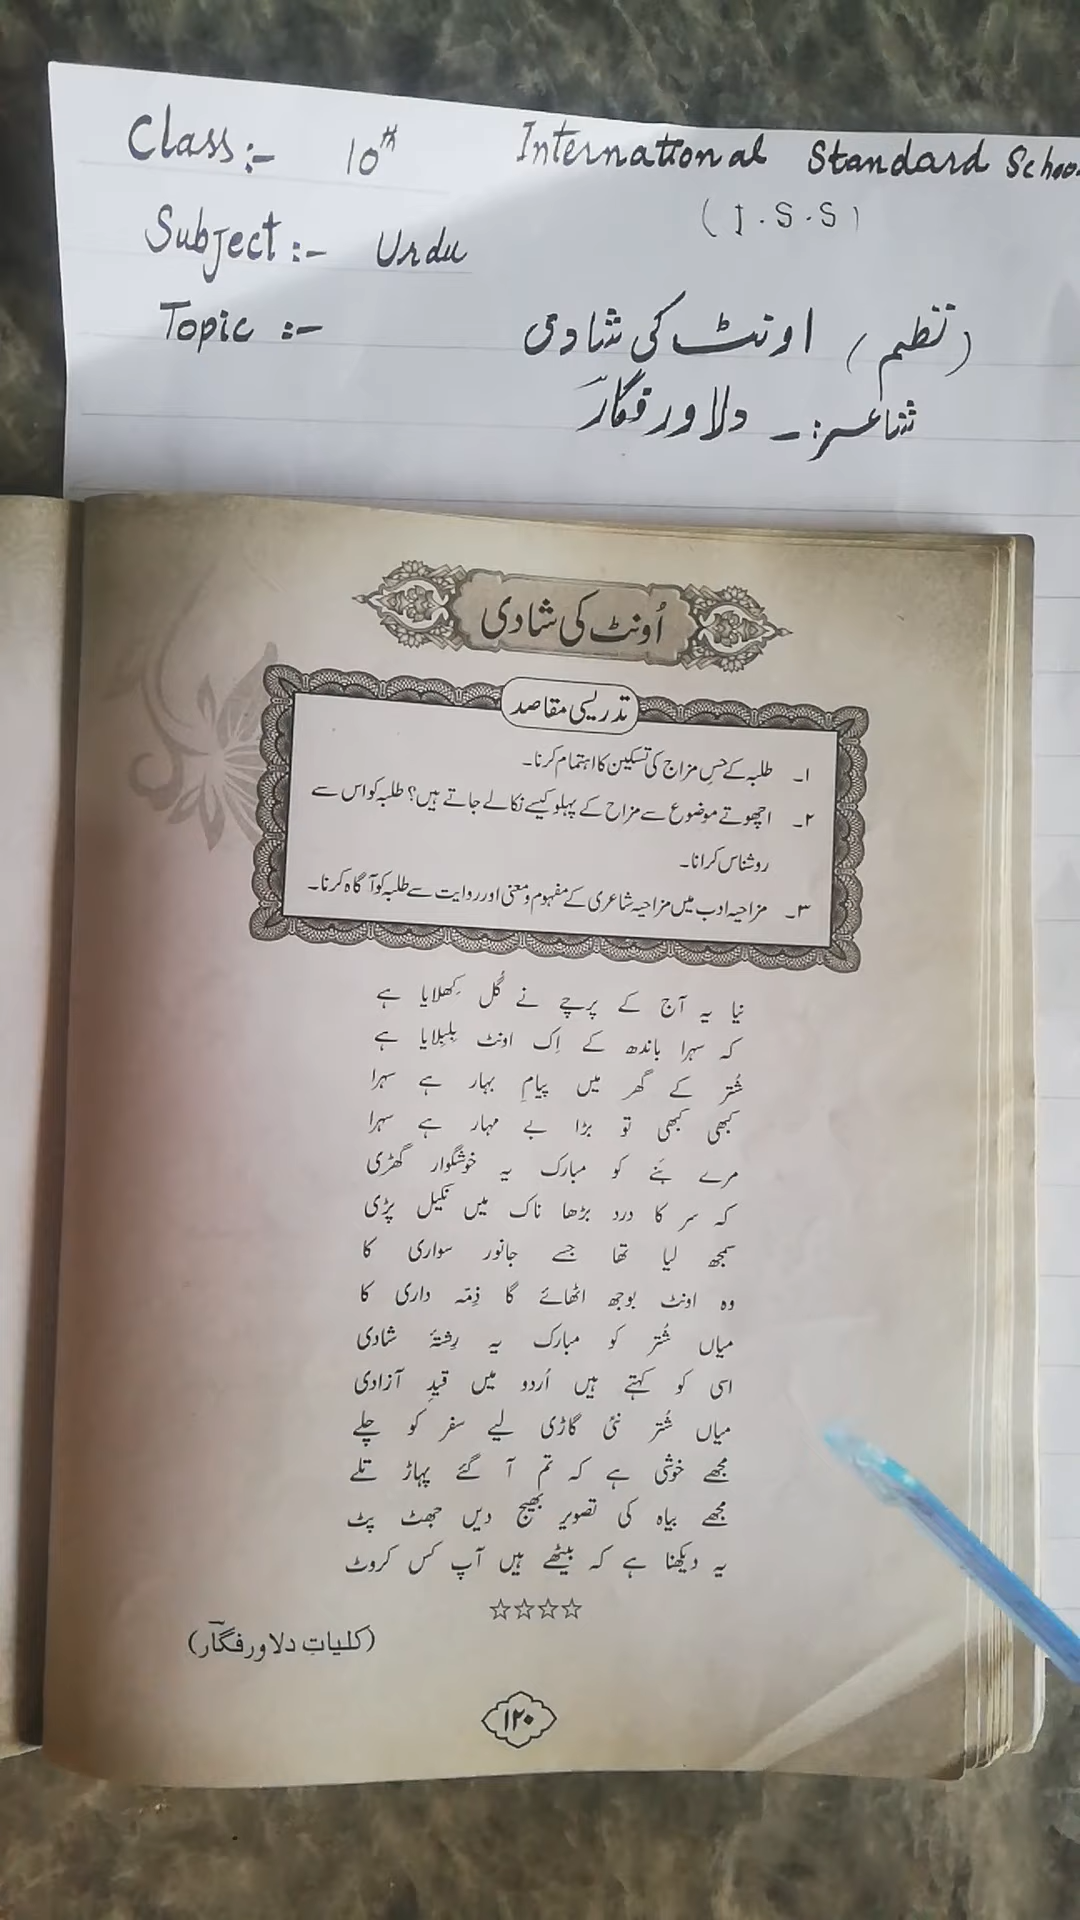 Class:- 10th International Standard School
(I.S.S)
Subject:- Urdu
Topic :- (نظم) اونٹ کی شادی
شاعر:- دلاور فگار
اُونٹ کی شادی
تدریسی مقاصد
۱۔ طلبہ کے حسِ مزاح کی تسکین کا اہتمام کرنا۔
۲۔ اچھوتے موضوع سے مزاح کے پہلو کیسے نکالے جاتے ہیں؟ طلبہ کو اس سے
روشناس کرانا۔
۳۔ مزاحیہ ادب میں مزاحیہ شاعری کے مفہوم و معنی اور روایت سے طلبہ کو آگاہ کرنا۔
نیا یہ آج کے پرچے نے گُل کِھلایا ہے
کہ سہرا باندھ کے اِک اونٹ بِلبِلایا ہے
شُتر کے گھر میں پیامِ بہار ہے سہرا
کبھی کبھی تو بڑا بے مہار ہے سہرا
مرے بَنے کو مبارک یہ خوشگوار گھڑی
کہ سر کا درد بڑھا ناک میں نکیل پڑی
سمجھ لیا تھا جسے جانور سواری کا
وہ اونٹ بوجھ اٹھائے گا ذِمّہ داری کا
میاں شُتر کو مبارک یہ رِشتۂ شادی
اسی کو کہتے ہیں اُردو میں قیدِ آزادی
میاں شُتر نئی گاڑی لیے سفر کو چلے
مجھے خوشی ہے کہ تم آ گئے پہاڑ تلے
مجھے بیاہ کی تصویر بھیج دیں جھٹ پٹ
یہ دیکھنا ہے کہ بیٹھے ہیں آپ کس کروٹ
☆☆☆☆
(کلیاتِ دلاور فگار)
۱۲۰